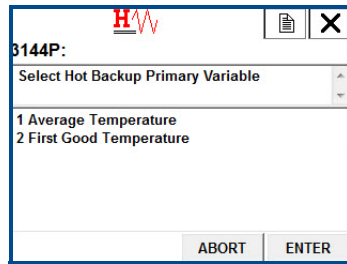 H
3144P:
Select Hot Backup Primary Variable
1 Average Temperature
2 First Good Temperature
ABORT ENTER